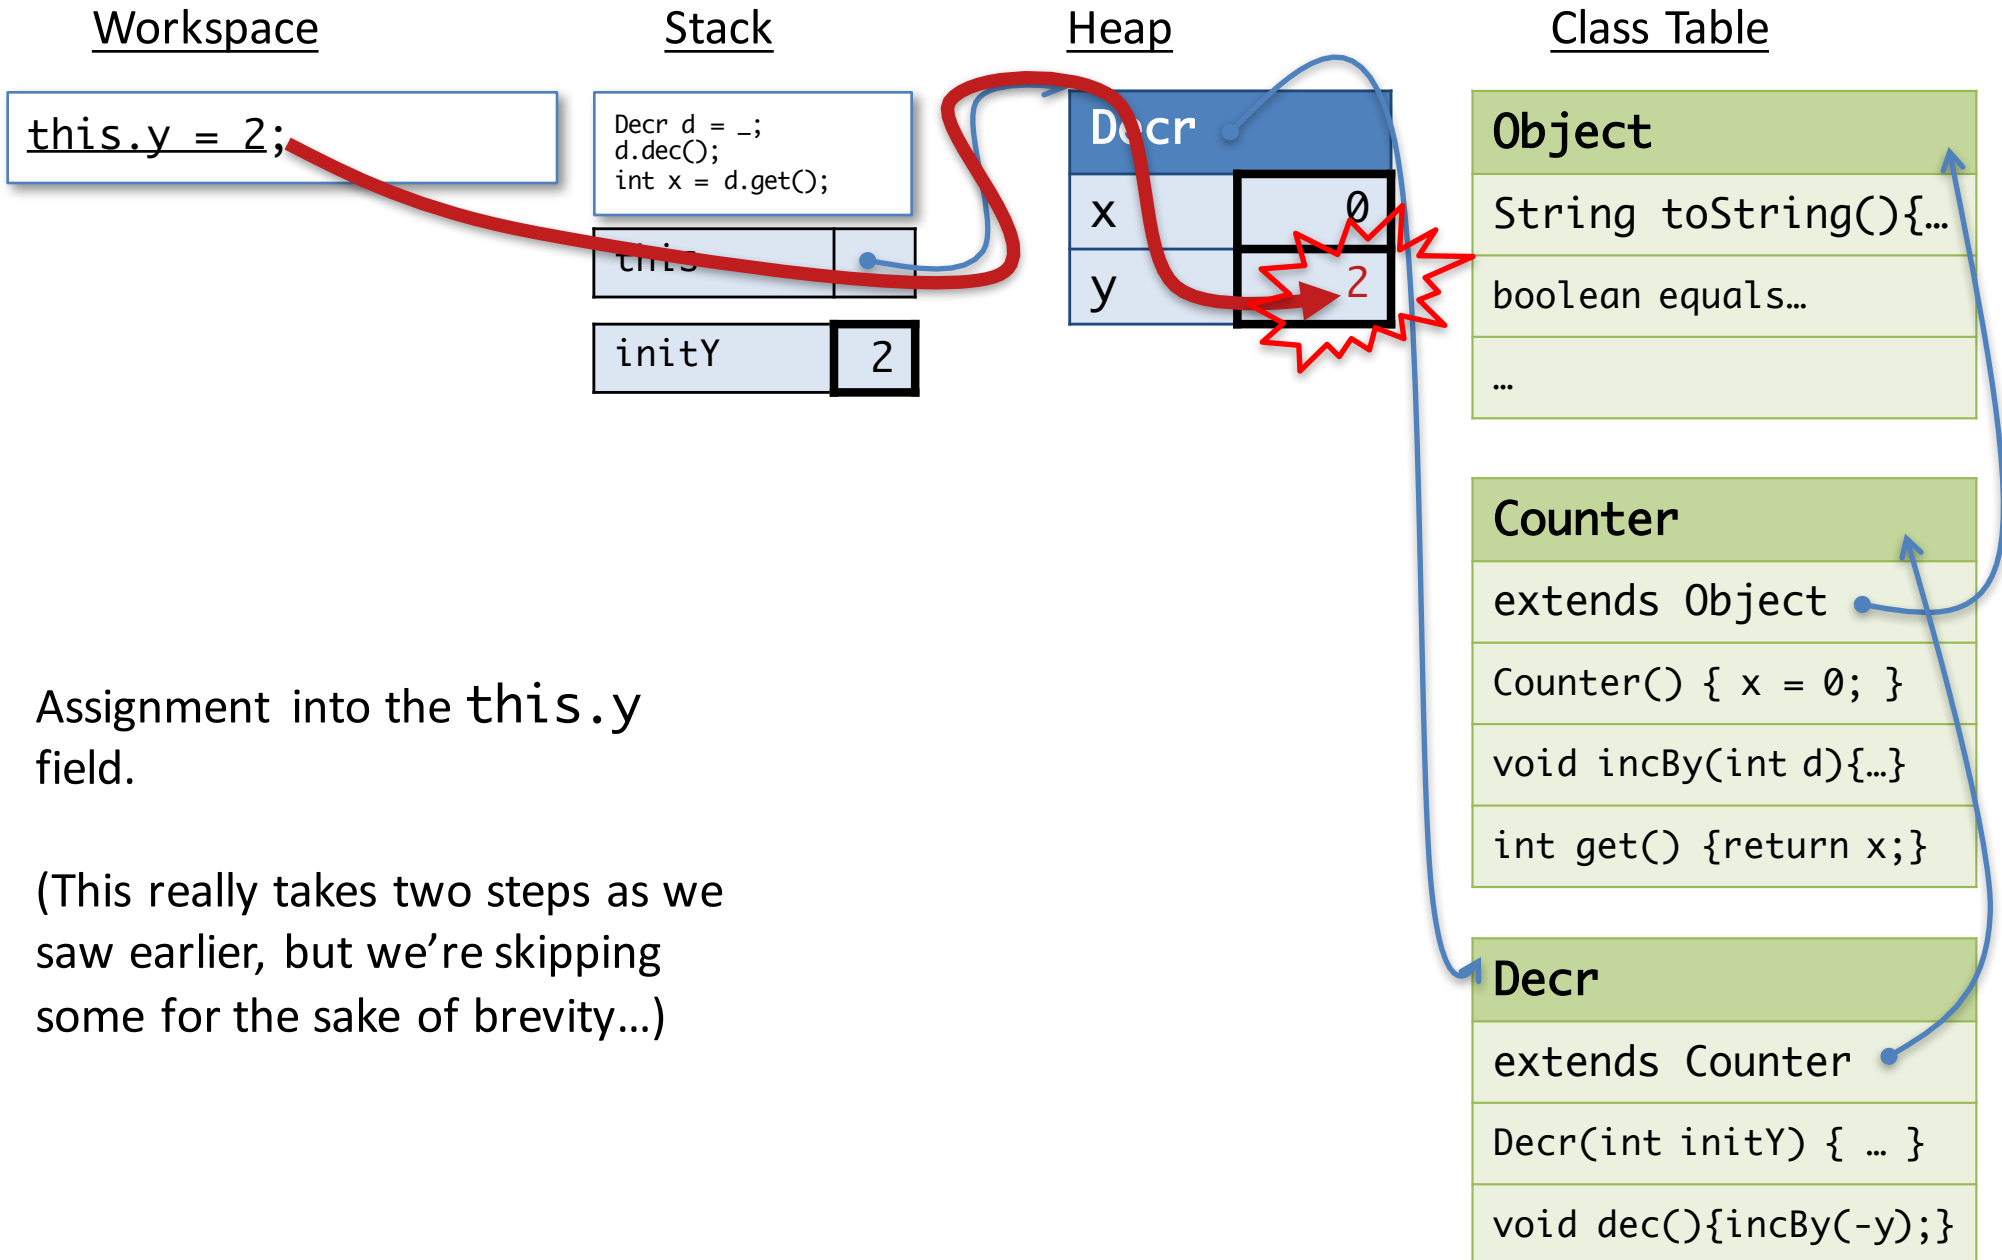 Workspace
Stack
Heap
Class Table
this.y = 2;
Decr d = _;
d.dec();
int x = d.get();
this
initY 2
Decr
x 0
y 2
Object
String toString(){…
boolean equals…
…
Counter
extends Object
Counter() { x = 0; }
void incBy(int d){…}
int get() {return x;}
Decr
extends Counter
Decr(int initY) { … }
void dec(){incBy(-y);}
Assignment into the this.y
field.
(This really takes two steps as we
saw earlier, but we’re skipping
some for the sake of brevity…)